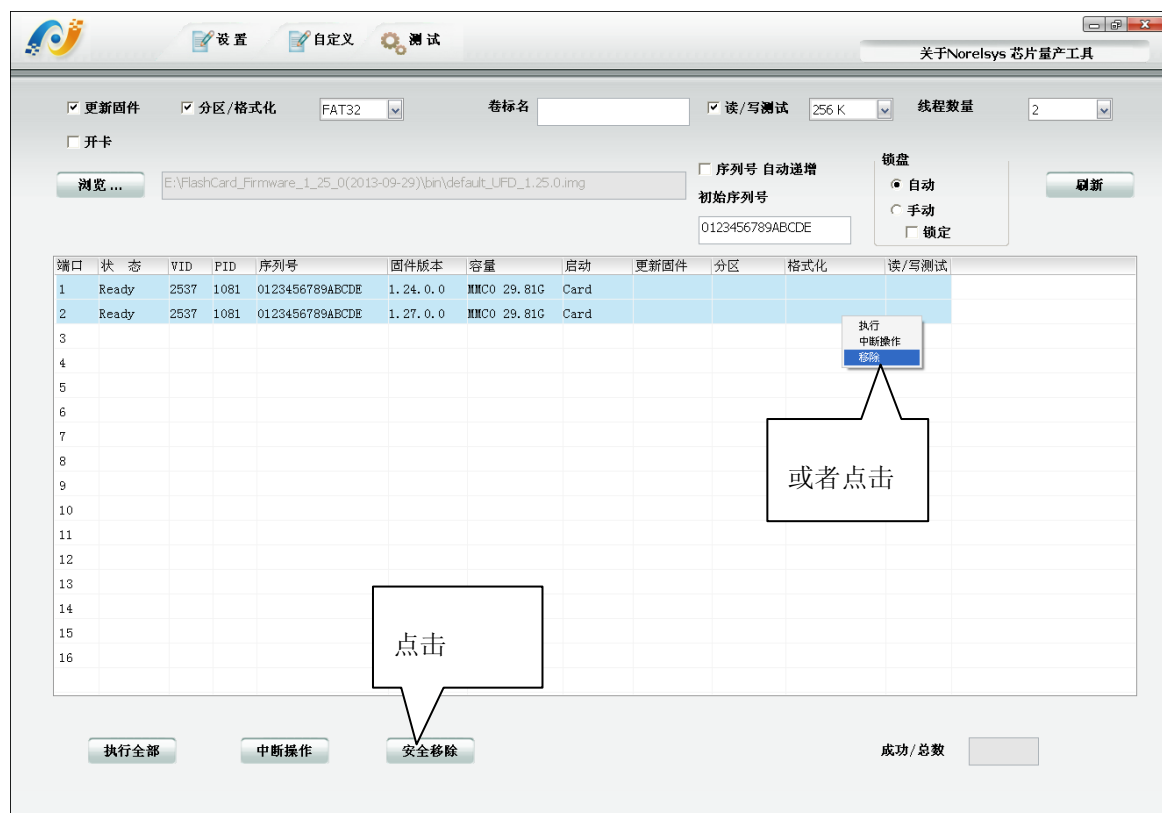 设置 自定义 测试
关于Norelsys 芯片量产工具
更新固件 分区/格式化 FAT32 卷标名 读/写测试 256 K 线程数量 2
开卡
浏览 ... E:\FlashCard_Firmware_1_25_0(2013-09-29)\bin\default_UFD_1.25.0.img
序列号 自动递增
初始序列号
0123456789ABCDE
锁盘
自动
手动
锁定
刷新
端口 状 态 VID PID 序列号 固件版本 容量 启动 更新固件 分区 格式化 读/写测试
1 Ready 2537 1081 0123456789ABCDE 1.24.0.0 MMC0 29.81G Card
2 Ready 2537 1081 0123456789ABCDE 1.27.0.0 MMC0 29.81G Card
3
4
5
6
7
8
9
10
11
12
13
14
15
16
执行
中断操作
移除
或者点击
点击
执行全部 中断操作 安全移除 成功/总数